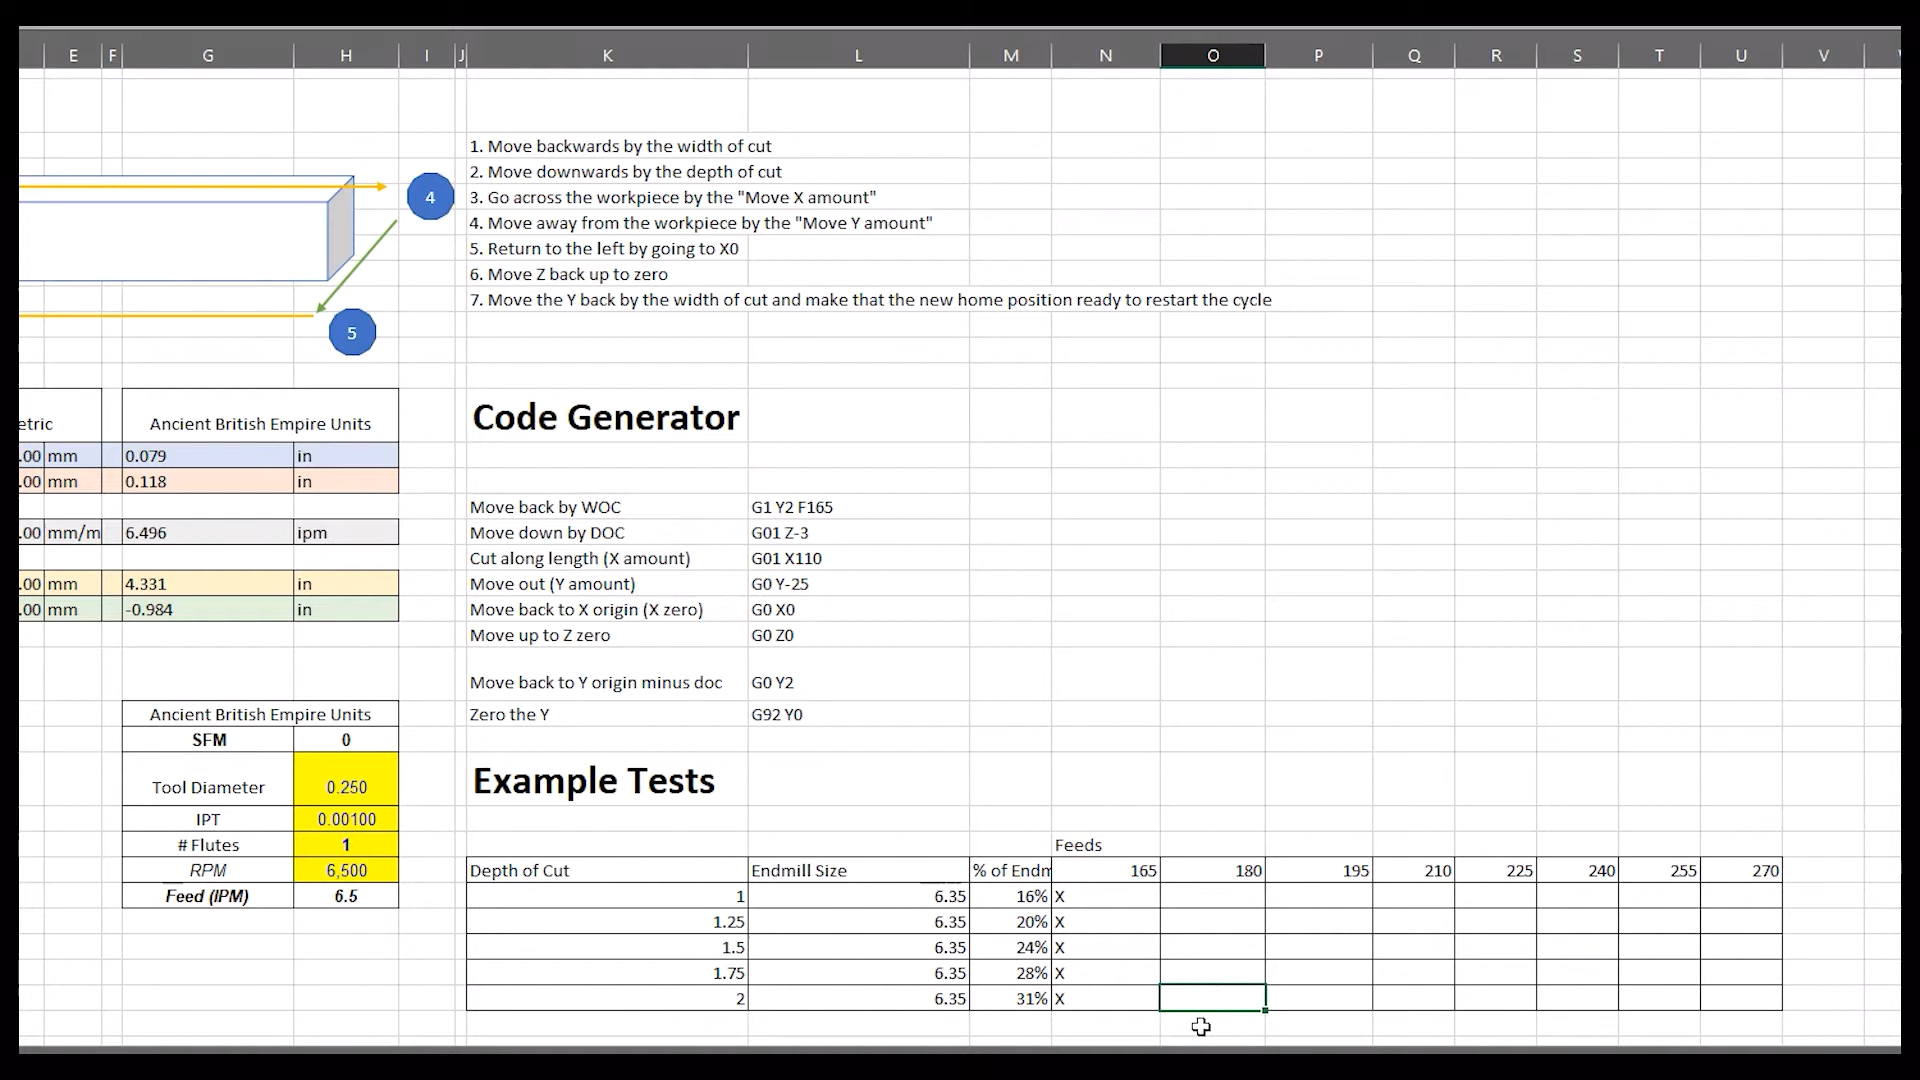 E F G H I J K L M N O P Q R S T U V
1. Move backwards by the width of cut
2. Move downwards by the depth of cut
3. Go across the workpiece by the "Move X amount"
4. Move away from the workpiece by the "Move Y amount"
5. Return to the left by going to X0
6. Move Z back up to zero
7. Move the Y back by the width of cut and make that the new home position ready to restart the cycle
4
5
etric Ancient British Empire Units
.00 mm 0.079 in
.00 mm 0.118 in
.00 mm/m 6.496 ipm
.00 mm 4.331 in
.00 mm -0.984 in
Code Generator
Move back by WOC G1 Y2 F165
Move down by DOC G01 Z-3
Cut along length (X amount) G01 X110
Move out (Y amount) G0 Y-25
Move back to X origin (X zero) G0 X0
Move up to Z zero G0 Z0
Move back to Y origin minus doc G0 Y2
Zero the Y G92 Y0
Ancient British Empire Units
SFM 0
Tool Diameter 0.250
IPT 0.00100
# Flutes 1
RPM 6,500
Feed (IPM) 6.5
Example Tests
Feeds
Depth of Cut Endmill Size % of Endm 165 180 195 210 225 240 255 270
1 6.35 16% X
1.25 6.35 20% X
1.5 6.35 24% X
1.75 6.35 28% X
2 6.35 31% X